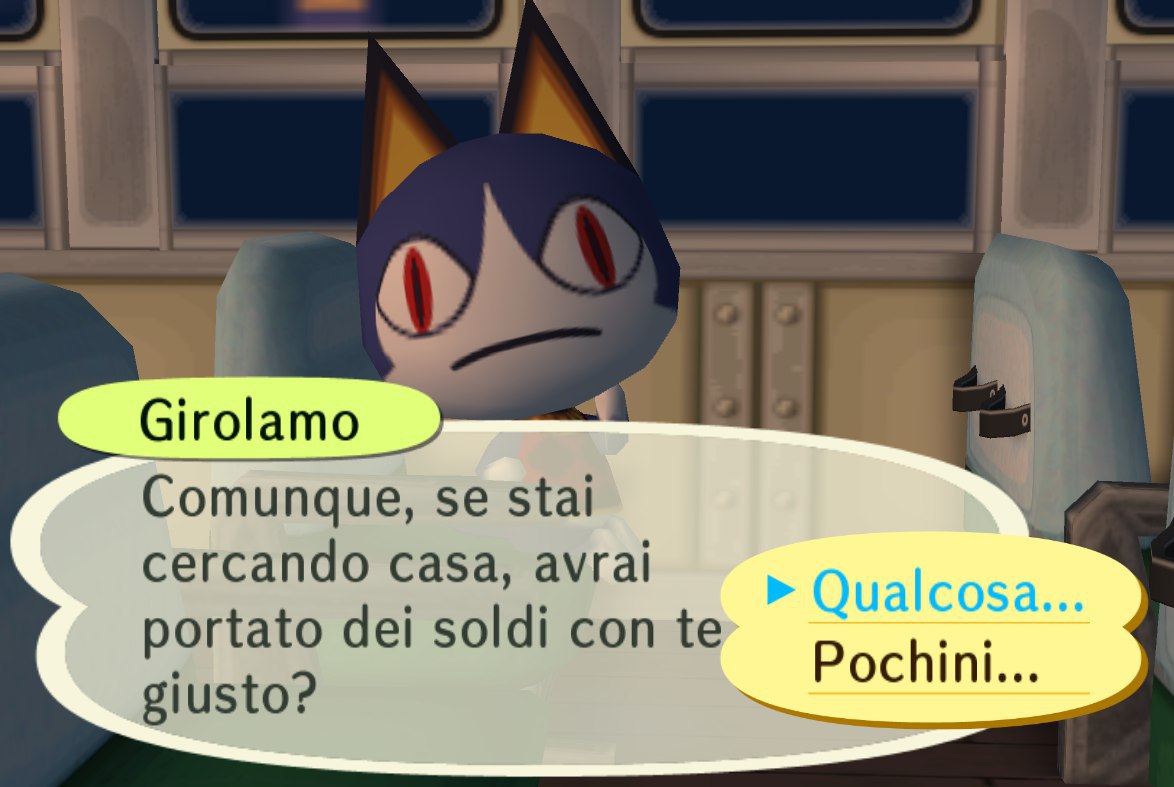 Girolamo
Comunque, se stai
cercando casa, avrai
portato dei soldi con te
giusto?
Qualcosa...
Pochini...